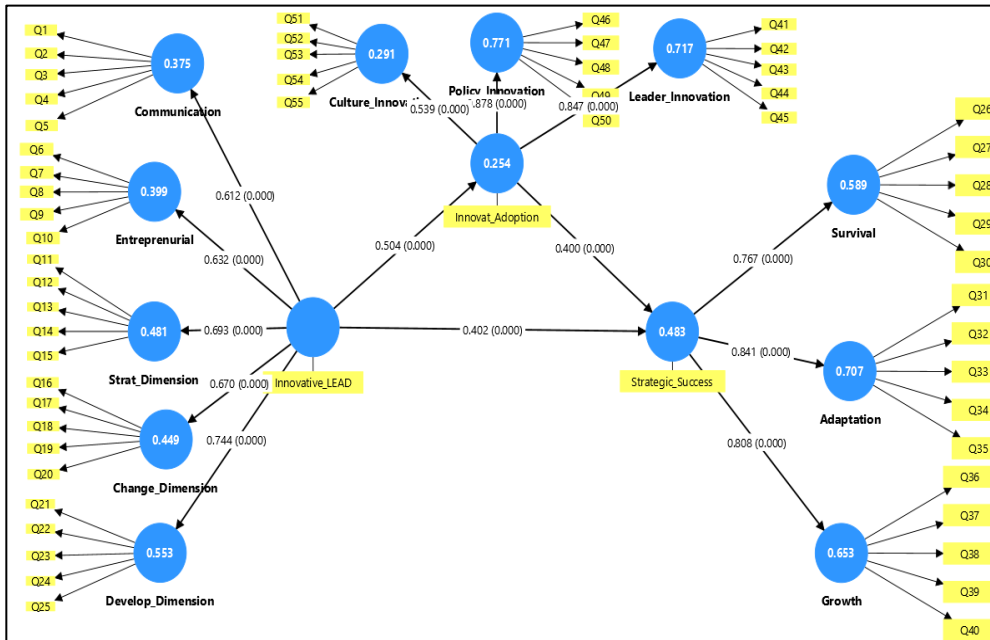 Q1
Q2
Q3
Q4
Q5
0.375
Communication
Q51
Q52
Q53
Q54
Q55
0.291
0.539 (0.000)
Q46
Q47
Q48
Q50
0.771
Policy_Innovation
.878 (0.000)
Q41
Q42
Q43
Q44
Q45
0.717
Leader_Innovation
0.847 (0.000)
0.254
Innovat_Adoption
Q6
Q7
Q8
Q9
Q10
0.399
Entreprenurial
0.612 (0.000)
0.632 (0.000)
0.504 (0.000)
0.400 (0.000)
Q11
Q12
Q13
Q14
Q15
0.481
Strat_Dimension
0.693 (0.000)
Innovative_LEAD
0.402 (0.000)
0.483
Strategic_Success
Q16
Q17
Q18
Q19
Q20
0.449
Change_Dimension
0.670 (0.000)
0.744 (0.000)
Q21
Q22
Q23
Q24
Q25
0.553
Develop_Dimension
Q26
Q27
Q28
Q29
Q30
0.589
Survival
0.767 (0.000)
Q31
Q32
Q33
Q34
Q35
0.707
Adaptation
0.841 (0.000)
0.808 (0.000)
Q36
Q37
Q38
Q39
Q40
0.653
Growth